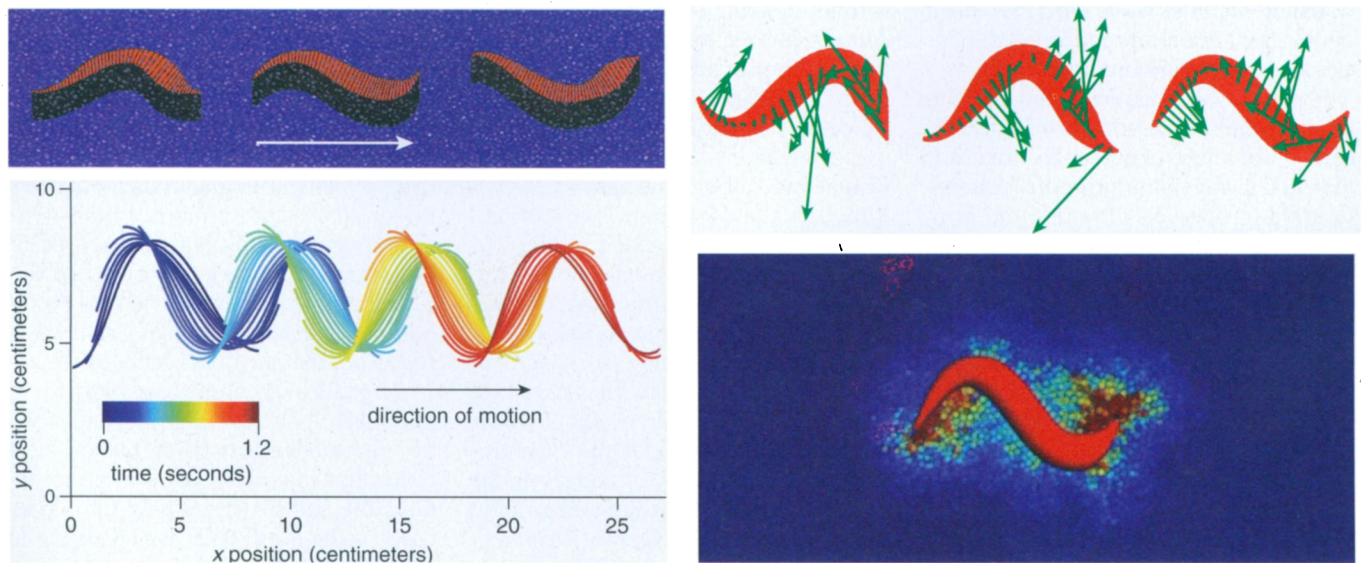 10
5
0
y position (centimeters)
direction of motion
0
1.2
time (seconds)
0
5
10
15
20
25
x position (centimeters)